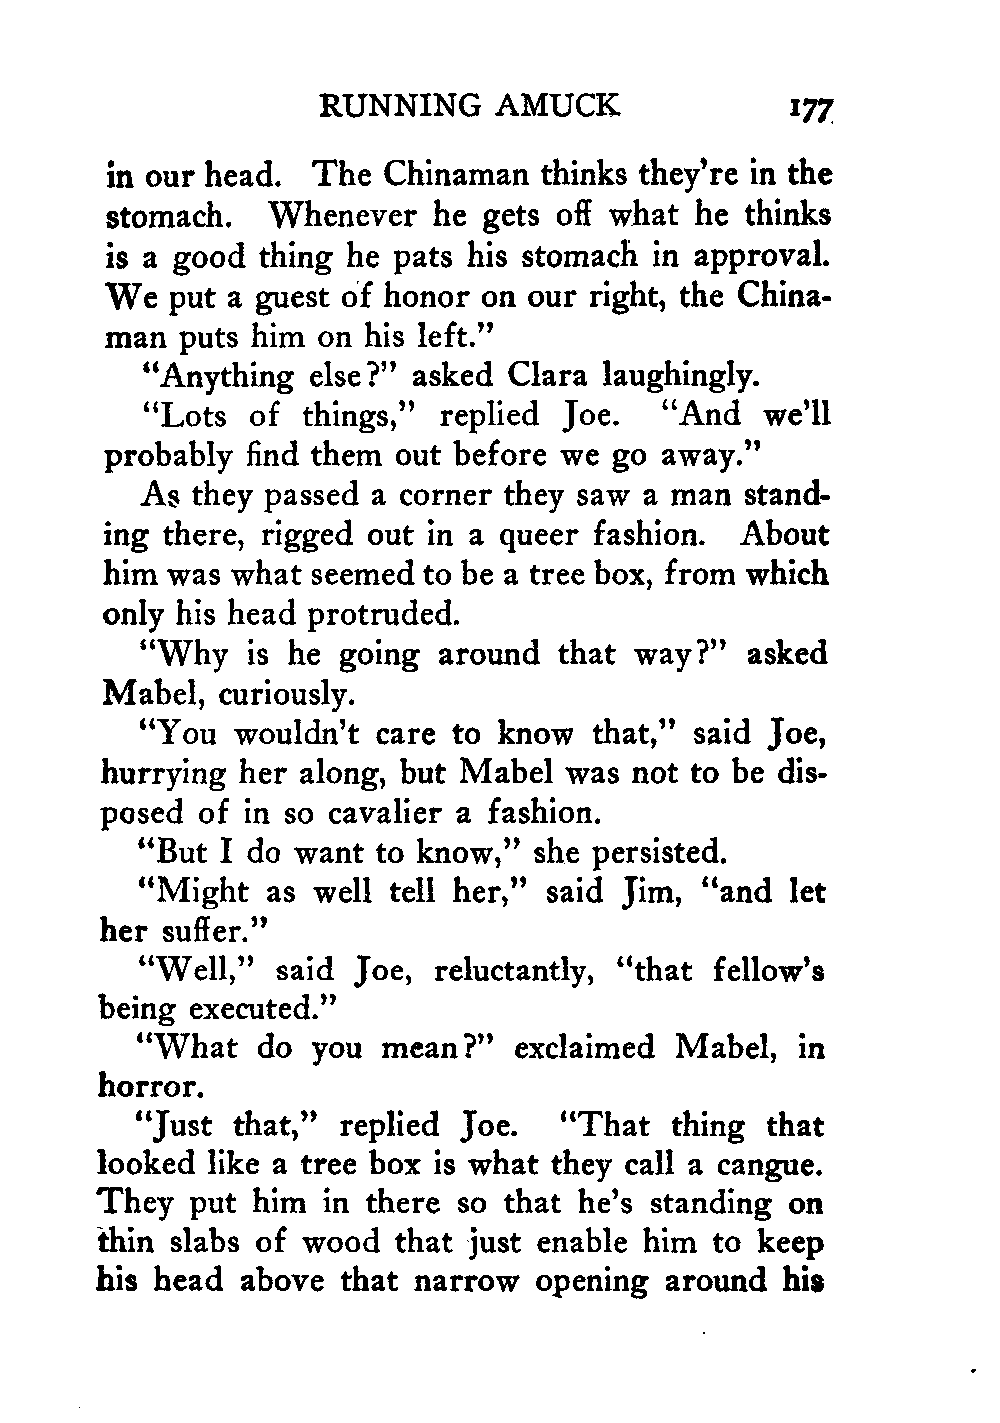 RUNNING AMUCK 177
in our head. The Chinaman thinks they're in the
stomach. Whenever he gets off what he thinks
is a good thing he pats his stomach in approval.
We put a guest of honor on our right, the China-
man puts him on his left."
"Anything else?" asked Clara laughingly.
"Lots of things," replied Joe. "And we'll
probably find them out before we go away."
As they passed a corner they saw a man stand-
ing there, rigged out in a queer fashion. About
him was what seemed to be a tree box, from which
only his head protruded.
"Why is he going around that way?" asked
Mabel, curiously.
"You wouldn't care to know that," said Joe,
hurrying her along, but Mabel was not to be dis-
posed of in so cavalier a fashion.
"But I do want to know," she persisted.
"Might as well tell her," said Jim, "and let
her suffer."
"Well," said Joe, reluctantly, "that fellow's
being executed."
"What do you mean?" exclaimed Mabel, in
horror.
"Just that," replied Joe. "That thing that
looked like a tree box is what they call a cangue.
They put him in there so that he's standing on
thin slabs of wood that just enable him to keep
his head above that narrow opening around his